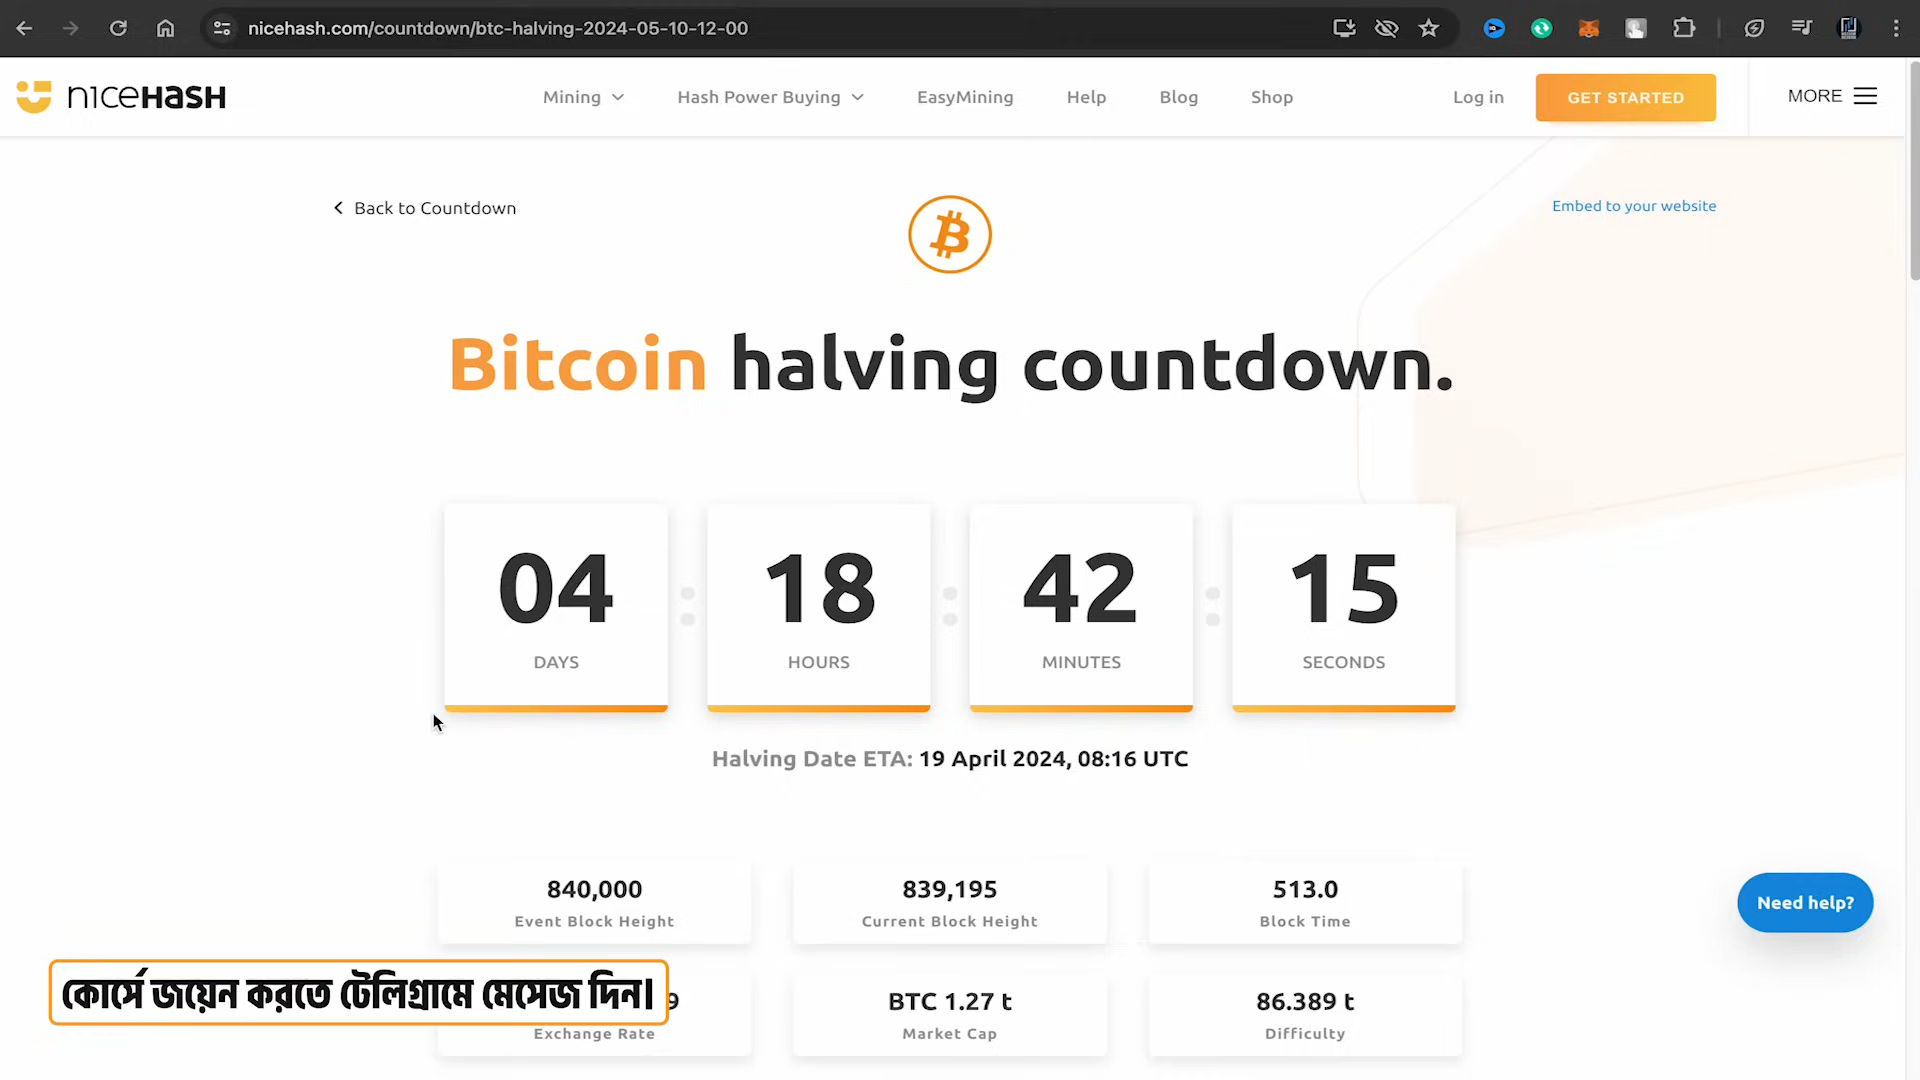 nicehash.com/countdown/btc-halving-2024-05-10-12-00
niceHASH
Mining
Hash Power Buying
EasyMining
Help
Blog
Shop
Log in
GET STARTED
MORE
Back to Countdown
Embed to your website
Bitcoin halving countdown.
04 : 18 : 42 : 15
DAYS HOURS MINUTES SECONDS
Halving Date ETA: 19 April 2024, 08:16 UTC
840,000
Event Block Height
839,195
Current Block Height
513.0
Block Time
Need help?
কোর্সে জয়েন করতে টেলিগ্রামে মেসেজ দিন।
9
Exchange Rate
BTC 1.27 t
Market Cap
86.389 t
Difficulty